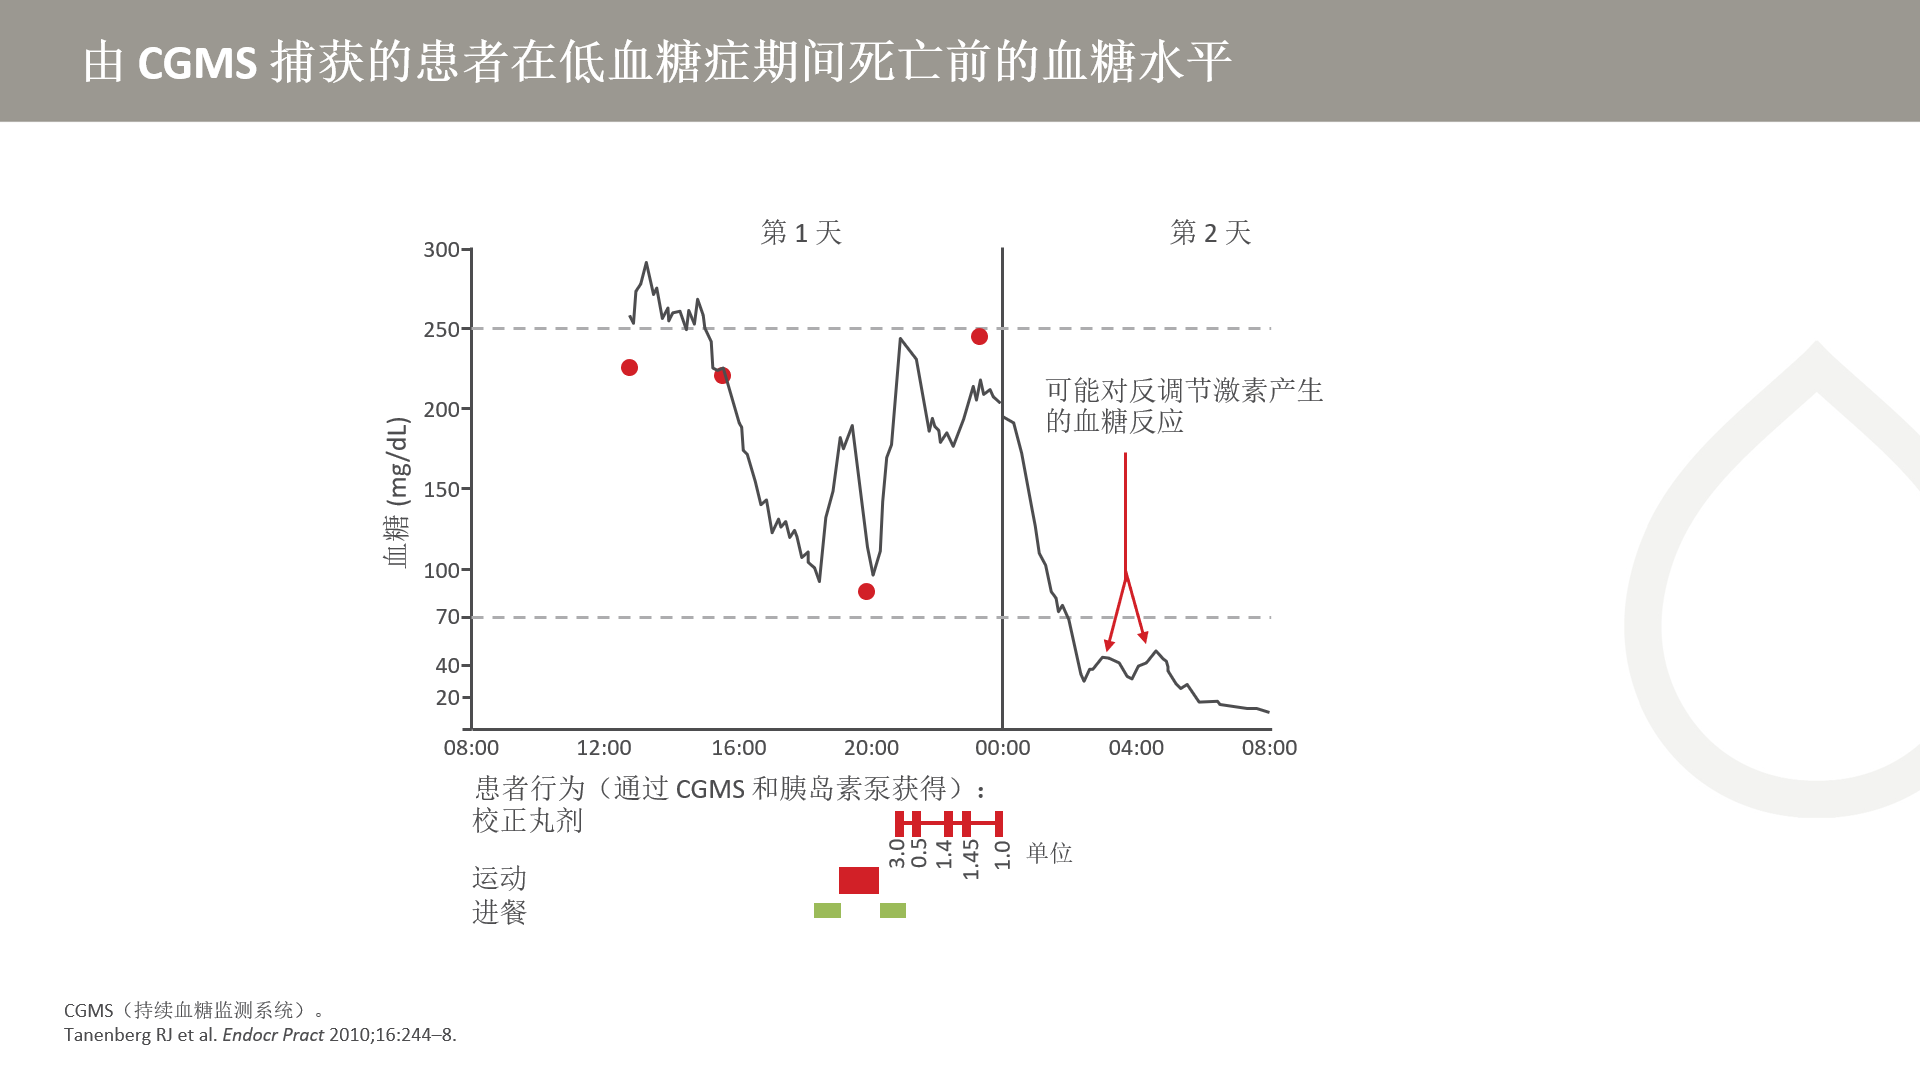 由 CGMS 捕获的患者在低血糖症期间死亡前的血糖水平
第 1 天
第 2 天
300
250
200
150
100
70
40
20
血糖 (mg/dL)
可能对反调节激素产生
的血糖反应
08:00
12:00
16:00
20:00
00:00
04:00
08:00
患者行为（通过 CGMS 和胰岛素泵获得）：
校正丸剂
3.0
0.5
1.4
1.45
1.0
单位
运动
进餐
CGMS（持续血糖监测系统）。
Tanenberg RJ et al. Endocr Pract 2010;16:244–8.